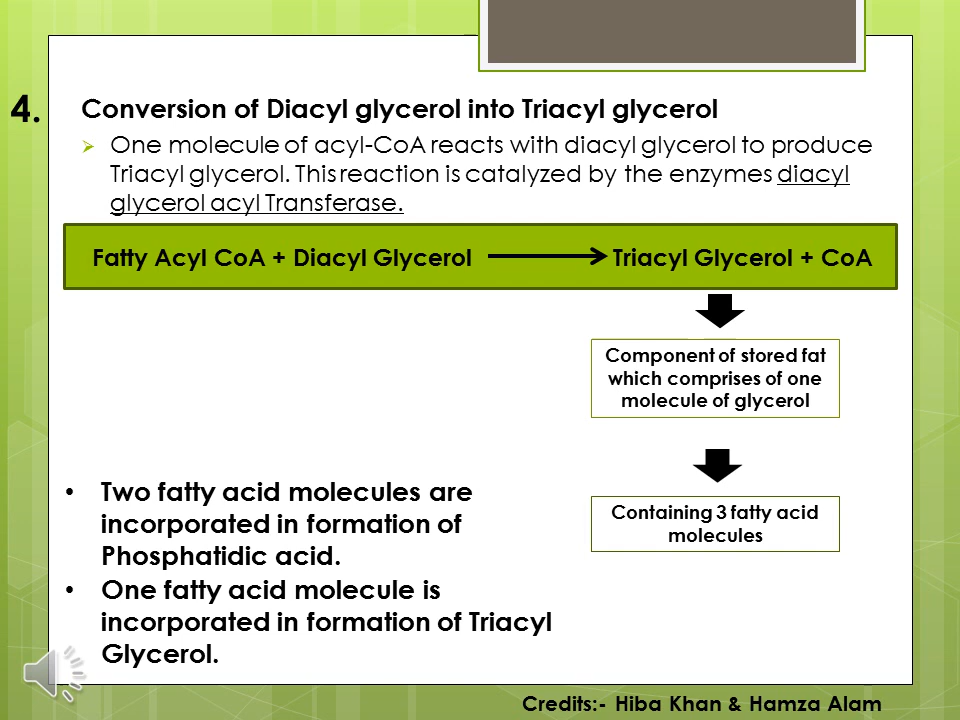 4.
Conversion of Diacyl glycerol into Triacyl glycerol
One molecule of acyl-CoA reacts with diacyl glycerol to produce
Triacyl glycerol. This reaction is catalyzed by the enzymes diacyl
glycerol acyl Transferase.
Fatty Acyl CoA + Diacyl Glycerol Triacyl Glycerol + CoA
Component of stored fat
which comprises of one
molecule of glycerol
Containing 3 fatty acid
molecules
• Two fatty acid molecules are
incorporated in formation of
Phosphatidic acid.
• One fatty acid molecule is
incorporated in formation of Triacyl
Glycerol.
Credits:- Hiba Khan & Hamza Alam